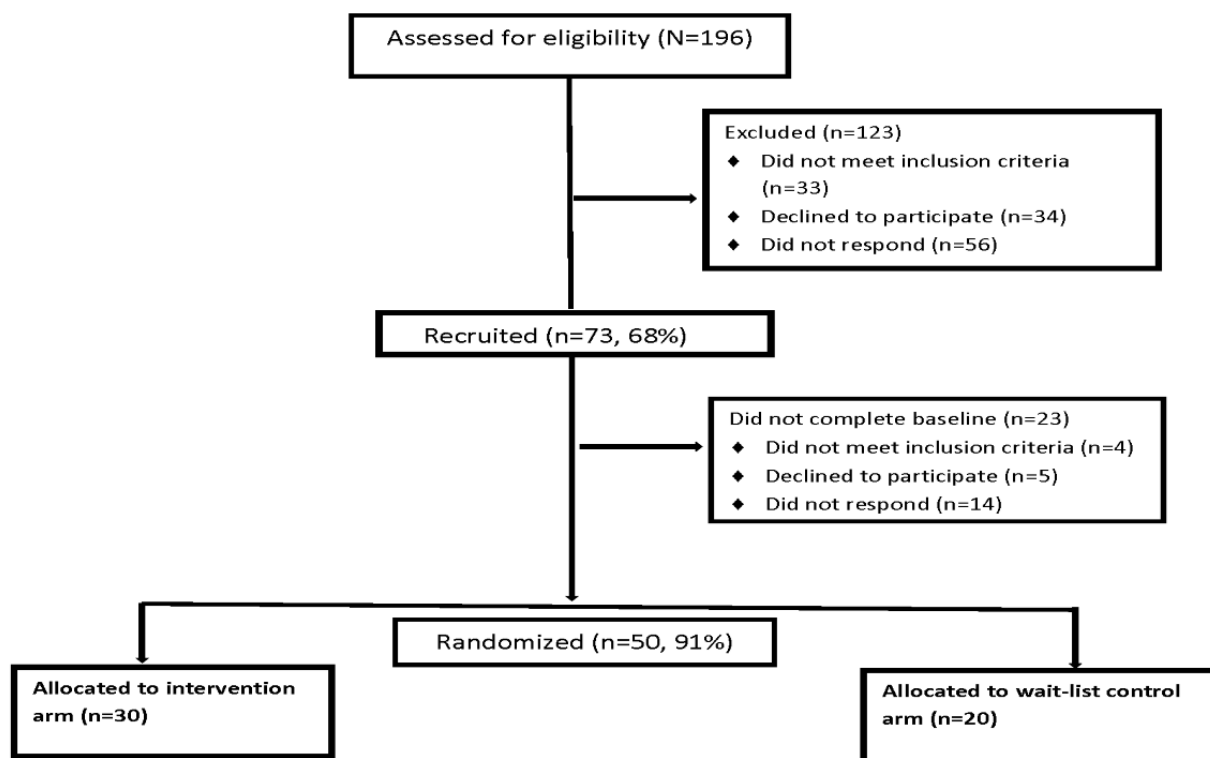 Assessed for eligibility (N=196)
Excluded (n=123)
◆ Did not meet inclusion criteria
(n=33)
◆ Declined to participate (n=34)
◆ Did not respond (n=56)
Recruited (n=73, 68%)
Did not complete baseline (n=23)
◆ Did not meet inclusion criteria (n=4)
◆ Declined to participate (n=5)
◆ Did not respond (n=14)
Randomized (n=50, 91%)
Allocated to intervention
arm (n=30)
Allocated to wait-list control
arm (n=20)